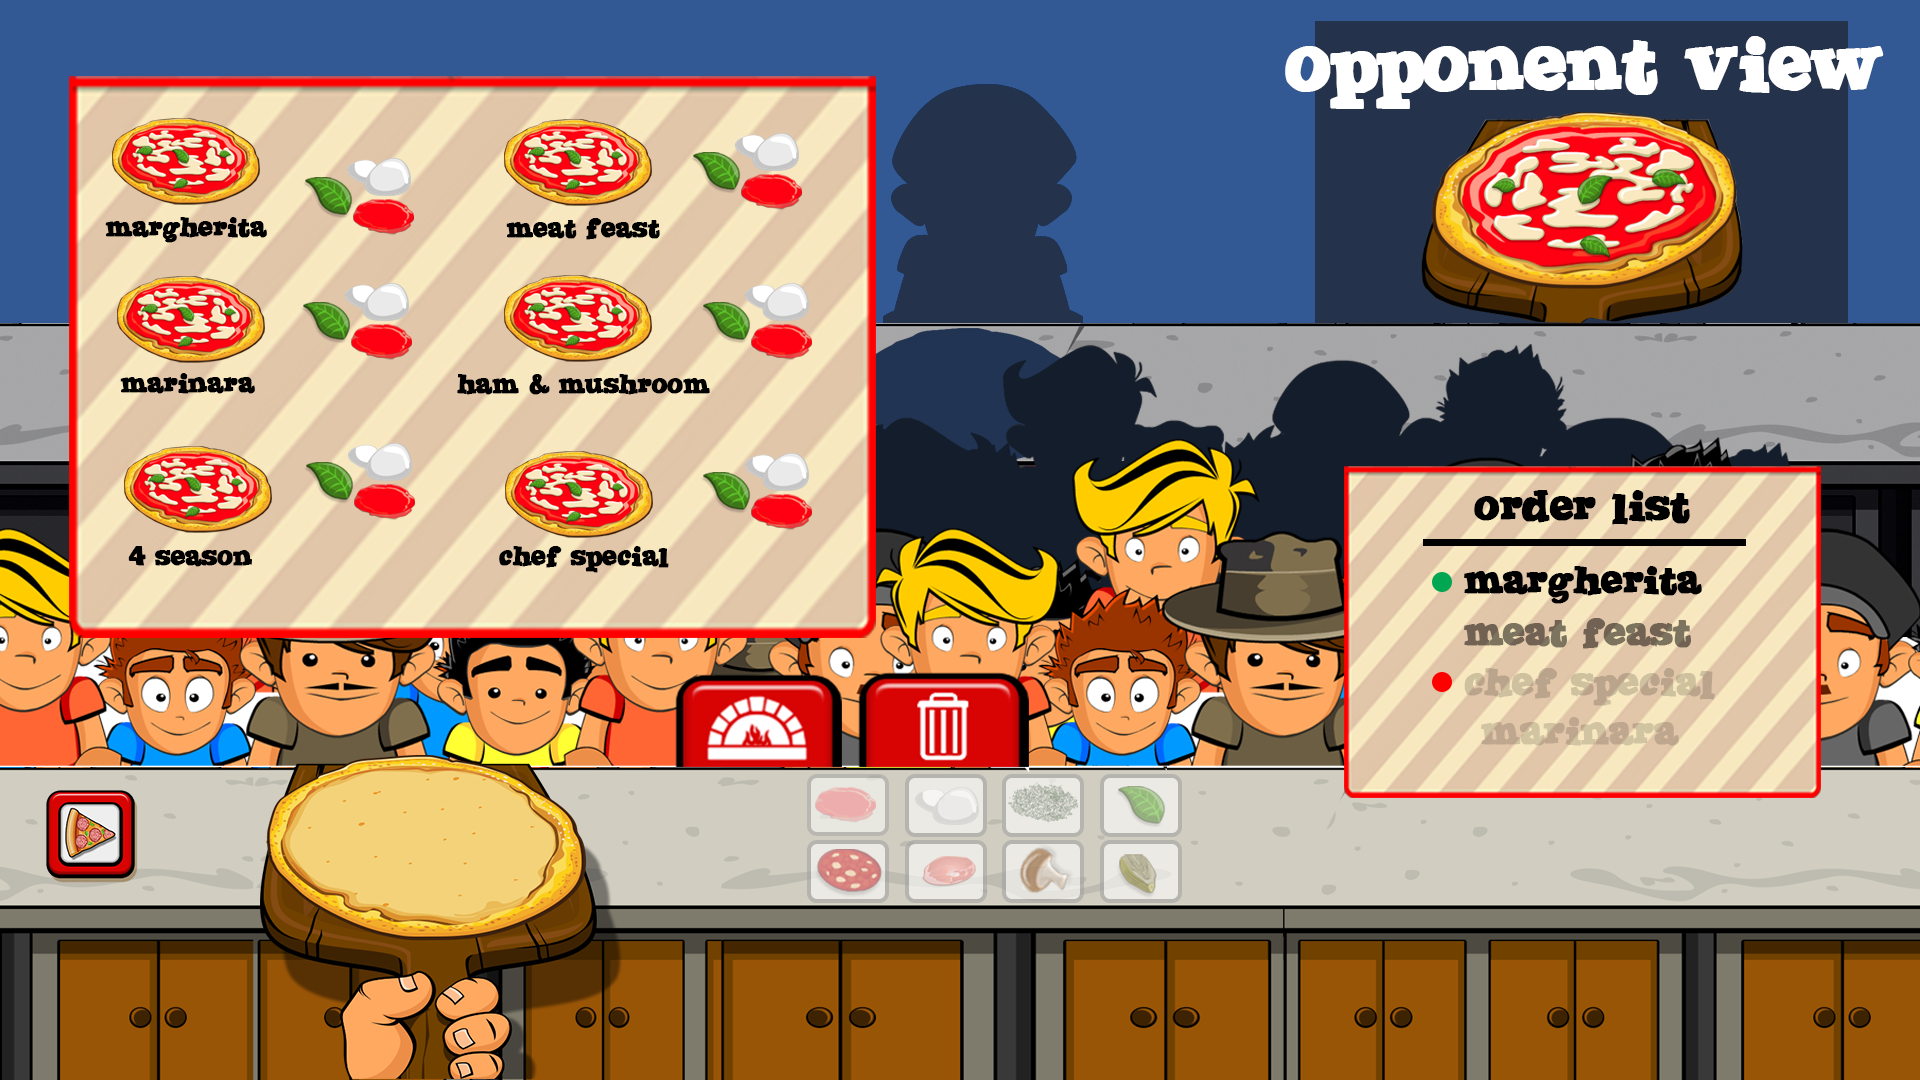 opponent view
margherita
meat feast
marinara
ham & mushroom
4 season
chef special
order list
margherita
meat feast
chef special
marinara